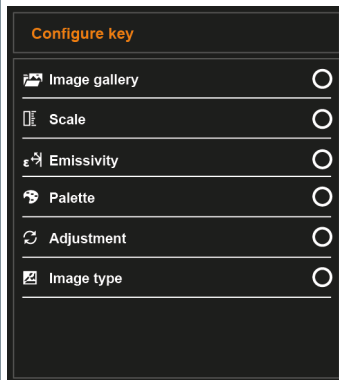 Configure key
Image gallery
Scale
ε Emissivity
Palette
Adjustment
Image type